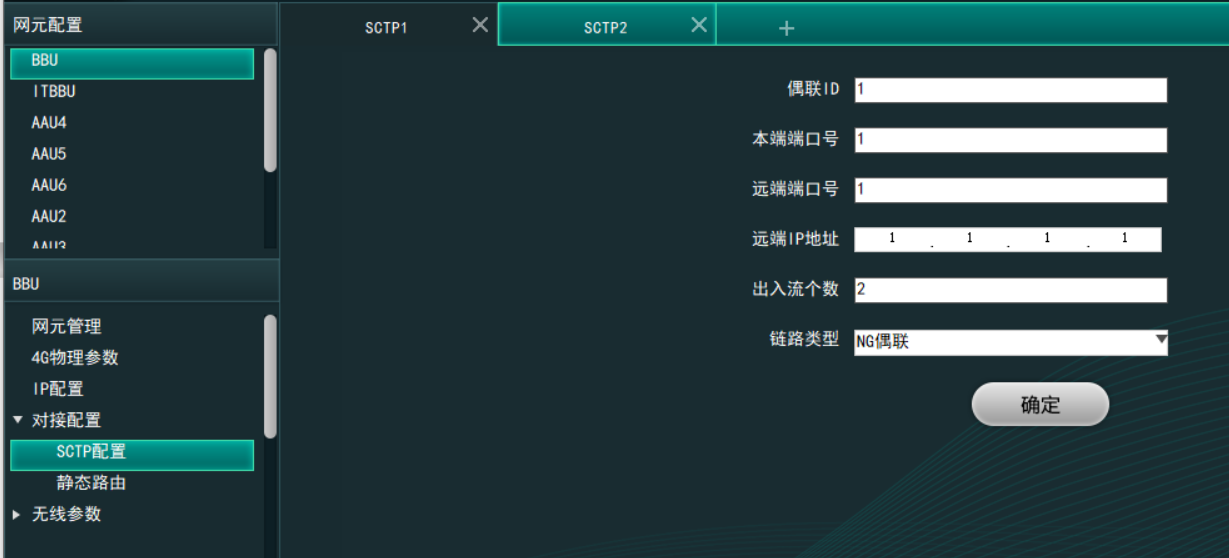 网元配置
BBU
ITBBU
AAU4
AAU5
AAU6
AAU2
AAU3
BBU
网元管理
4G物理参数
IP配置
对接配置
SCTP配置
静态路由
无线参数
SCTP1
SCTP2
+
偶联ID 1
本端端口号 1
远端端口号 1
远端IP地址 1 . 1 . 1 . 1
出入流个数 2
链路类型 NG偶联
确定